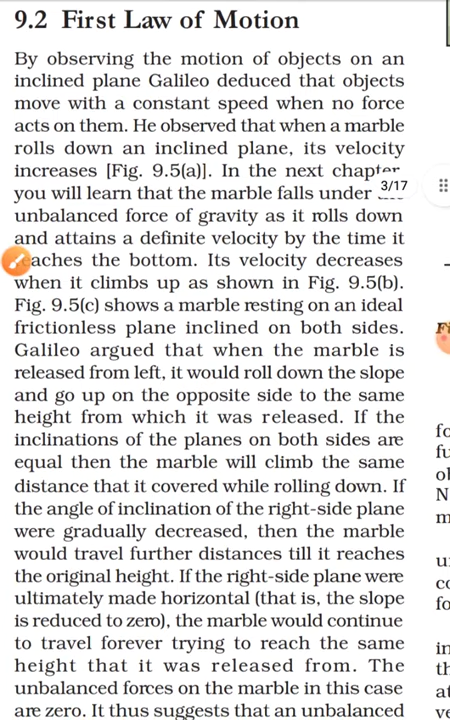 9.2 First Law of Motion
By observing the motion of objects on an
inclined plane Galileo deduced that objects
move with a constant speed when no force
acts on them. He observed that when a marble
rolls down an inclined plane, its velocity
increases [Fig. 9.5(a)]. In the next chapter
you will learn that the marble falls under
3/17
unbalanced force of gravity as it rolls down
and attains a definite velocity by the time it
aches the bottom. Its velocity decreases
when it climbs up as shown in Fig. 9.5(b).
Fig. 9.5(c) shows a marble resting on an ideal
frictionless plane inclined on both sides.
Galileo argued that when the marble is
released from left, it would roll down the slope
and go up on the opposite side to the same
height from which it was released. If the
inclinations of the planes on both sides are
equal then the marble will climb the same
distance that it covered while rolling down. If
the angle of inclination of the right-side plane
were gradually decreased, then the marble
would travel further distances till it reaches
the original height. If the right-side plane were
ultimately made horizontal (that is, the slope
is reduced to zero), the marble would continue
to travel forever trying to reach the same
height that it was released from. The
unbalanced forces on the marble in this case
are zero. It thus suggests that an unbalanced